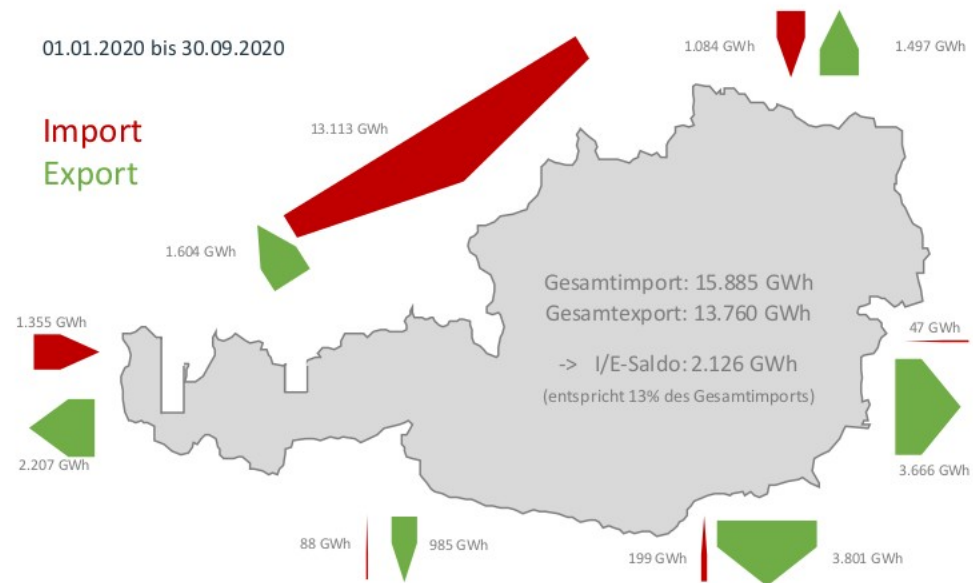 01.01.2020 bis 30.09.2020
1.084 GWh
1.497 GWh
Import
Export
13.113 GWh
1.604 GWh
Gesamtimport: 15.885 GWh
Gesamtexport: 13.760 GWh
-> I/E-Saldo: 2.126 GWh
(entspricht 13% des Gesamtimports)
1.355 GWh
47 GWh
2.207 GWh
3.666 GWh
88 GWh
985 GWh
199 GWh
3.801 GWh